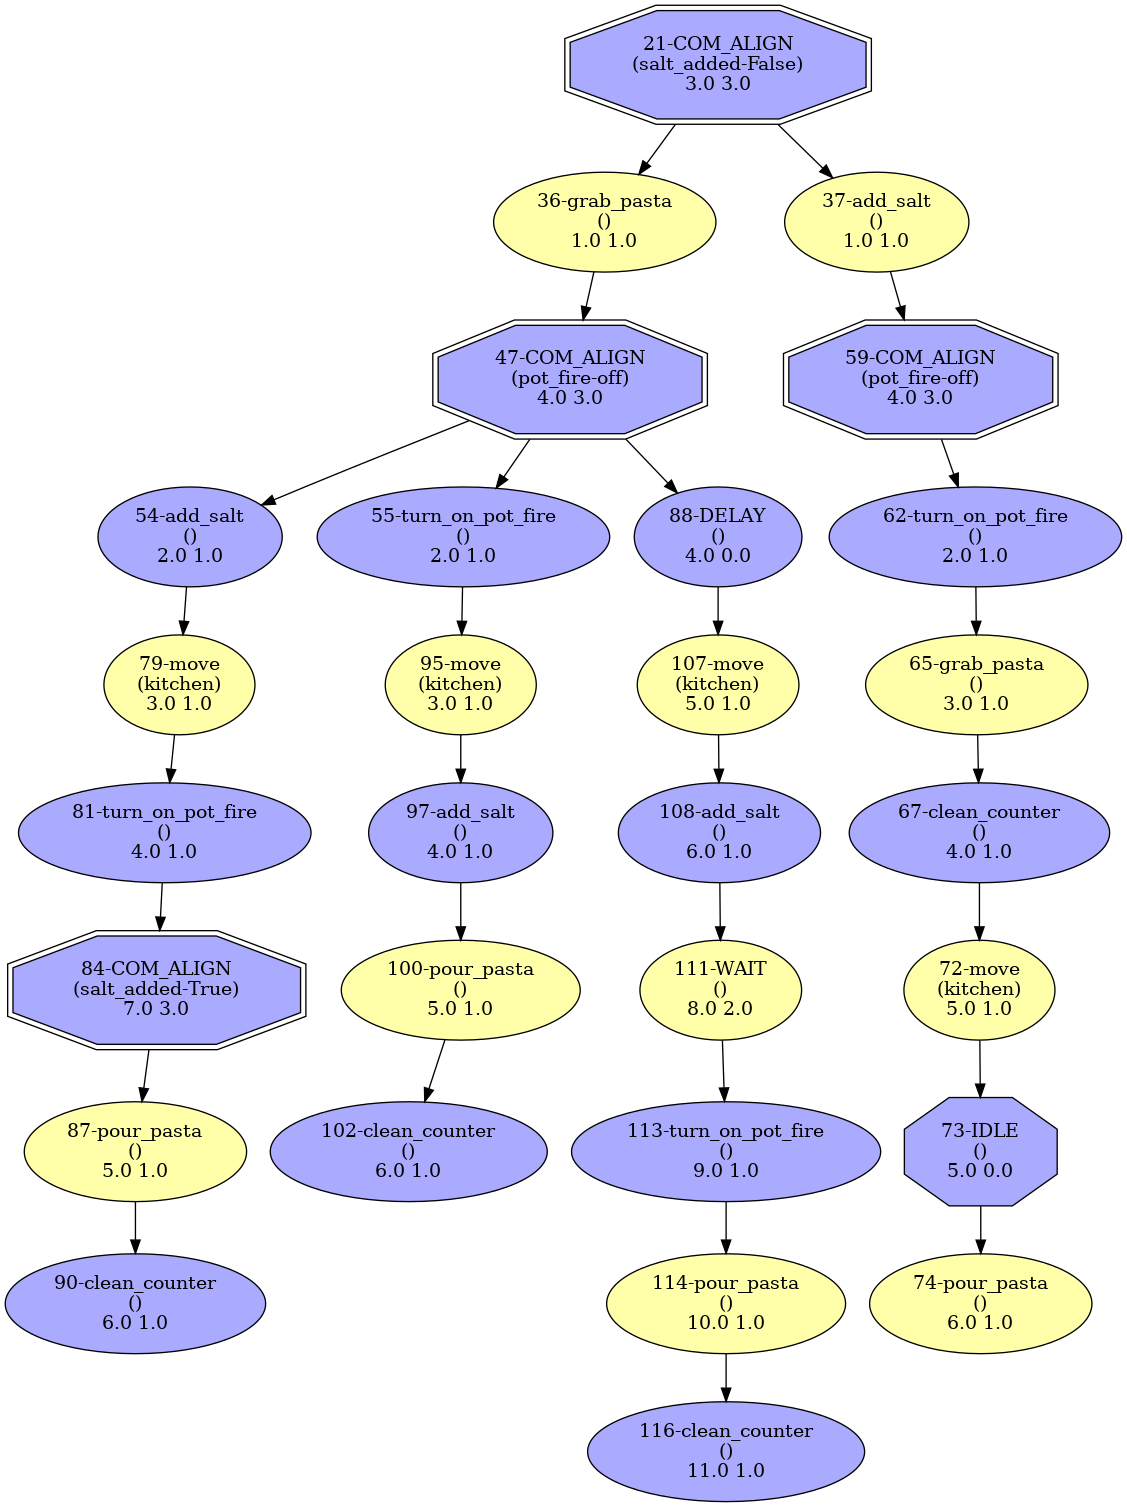 21-COM_ALIGN
(salt_added-False)
3.0 3.0
36-grab_pasta
()
1.0 1.0
37-add_salt
()
1.0 1.0
47-COM_ALIGN
(pot_fire-off)
4.0 3.0
59-COM_ALIGN
(pot_fire-off)
4.0 3.0
54-add_salt
()
2.0 1.0
55-turn_on_pot_fire
()
2.0 1.0
88-DELAY
()
4.0 0.0
62-turn_on_pot_fire
()
2.0 1.0
79-move
(kitchen)
3.0 1.0
95-move
(kitchen)
3.0 1.0
107-move
(kitchen)
5.0 1.0
65-grab_pasta
()
3.0 1.0
81-turn_on_pot_fire
()
4.0 1.0
97-add_salt
()
4.0 1.0
108-add_salt
()
6.0 1.0
67-clean_counter
()
4.0 1.0
84-COM_ALIGN
(salt_added-True)
7.0 3.0
100-pour_pasta
()
5.0 1.0
111-WAIT
()
8.0 2.0
72-move
(kitchen)
5.0 1.0
87-pour_pasta
()
5.0 1.0
102-clean_counter
()
6.0 1.0
113-turn_on_pot_fire
()
9.0 1.0
73-IDLE
()
5.0 0.0
90-clean_counter
()
6.0 1.0
114-pour_pasta
()
10.0 1.0
74-pour_pasta
()
6.0 1.0
116-clean_counter
()
11.0 1.0